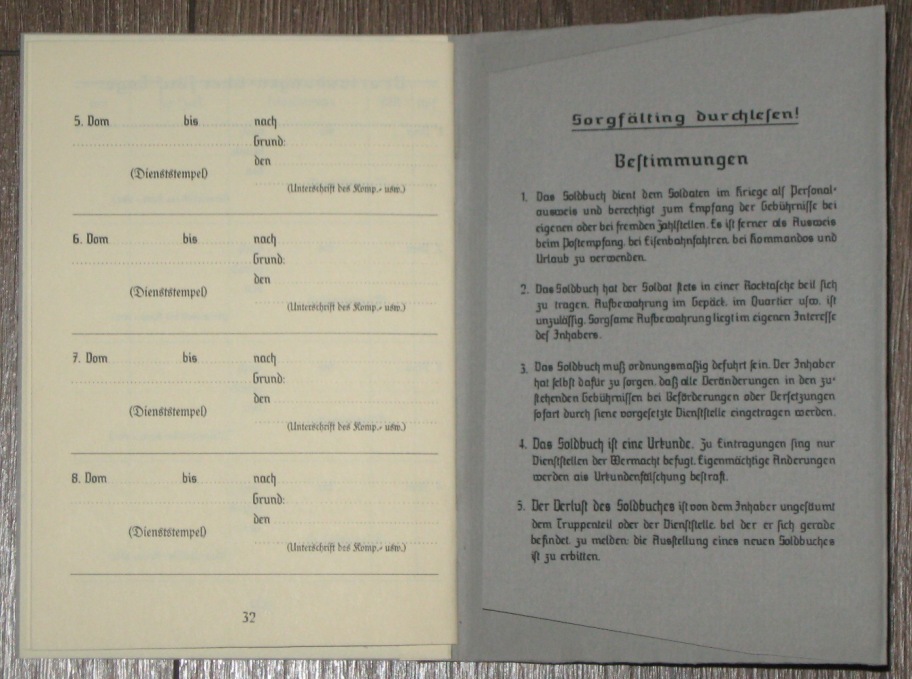 5. Vom bis nach
Grund:
den
(Dienststempel)
(Unterschrift des Komp.- usw.)
6. Vom bis nach
Grund:
den
(Dienststempel)
(Unterschrift des Komp.- usw.)
7. Vom bis nach
Grund:
den
(Dienststempel)
(Unterschrift des Komp.- usw.)
8. Vom bis nach
Grund:
den
(Dienststempel)
(Unterschrift des Komp.- usw.)
32
Sorgfälting durchlesen!
Bestimmungen
1. Das Soldbuch dient dem Soldaten im Kriege als Personal-
ausweis und berechtigt zum Empfang der Gebührnisse bei
eigenen oder bei fremden Zahlstellen. Es ist ferner als Ausweis
beim Postempfang, bei Eisenbahnfahtren, bei Kommandos und
Urlaub zu verwenden.
2. Das Soldbuch hat der Soldat stets in einer Rocktasche beil sich
zu tragen. Aufbewahrung im Gepäck, im Quartier usw. ist
unzulässig. Sorgsame Aufbewahrung liegt im eigenen Interesse
des Inhabers.
3. Das Soldbuch muß ordnungsmaßig befuhrt sein. Der Inhaber
hat selbst dafür zu sorgen, daß alle Veränderungen in den zu-
stehenden Gebührnissen bei Beförderungen oder Versetzungen
sofart durch siene vorgesetzte Dienststelle eingetragen werden.
4. Das Soldbuch ist eine Urkunde. Zu Eintragungen sing nur
Dienststellen der Wermacht befugt. Eigenmächtige Anderungen
werden als Urkundenfälschung bestraft.
5. Der Verlust des Soldbuches ist von dem Inhaber ungesäumt
dem Truppenteil oder der Dienststelle, bel der er sich gerade
befindet, zu melden: die Ausstellung eines neuen Soldbuches
ist zu erbitten.